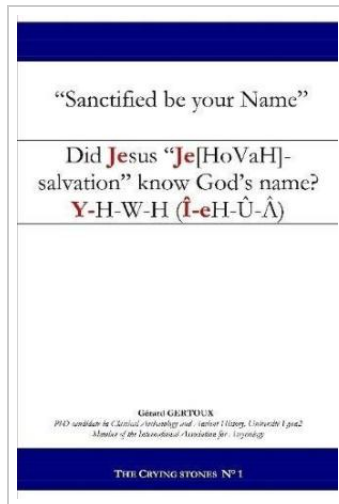 “Sanctified be your Name”
Did Jesus “Je[HoVaH]-
salvation” know God’s name?
Y-H-W-H (Î-eH-Û-Â)
Gérard GERTOUX
PhD candidate in Classical Archaeology and Ancient History, Université Lyon2
Member of the International Association for Assyriology
THE CRYING STONES N° 1